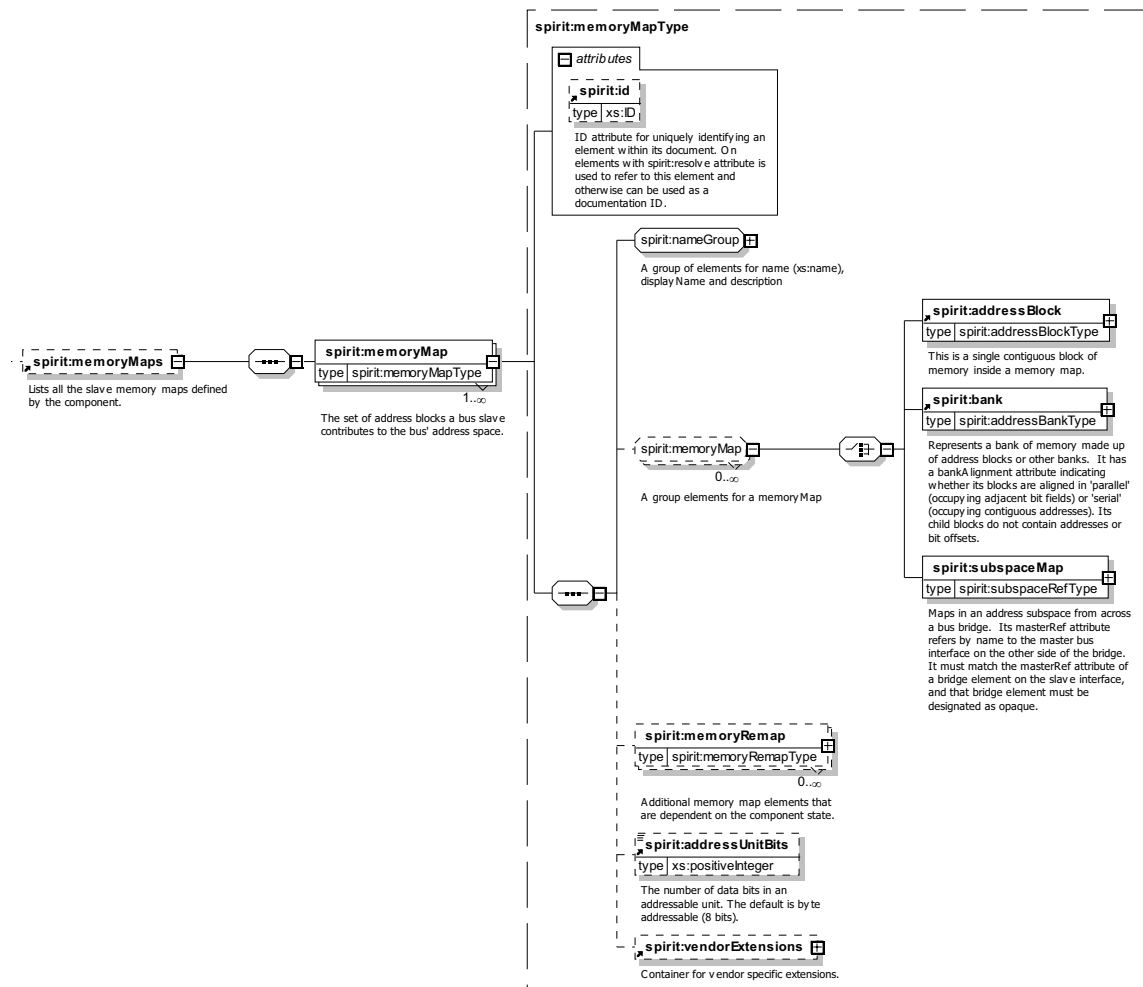 spirit:memoryMapType
attributes
spirit:id
type xs:ID
ID attribute for uniquely identifying an
element within its document. On
elements with spirit:resolve attribute is
used to refer to this element and
otherwise can be used as a
documentation ID.
spirit:nameGroup
A group of elements for name (xs:name),
display Name and description
spirit:memoryMaps
Lists all the slave memory maps defined
by the component.
spirit:memoryMap
type spirit:memoryMapType
1..∞
The set of address blocks a bus slave
contributes to the bus' address space.
spirit:memoryMap
0..∞
A group elements for a memoryMap
spirit:addressBlock
type spirit:addressBlockType
This is a single contiguous block of
memory inside a memory map.
spirit:bank
type spirit:addressBankType
Represents a bank of memory made up
of address blocks or other banks. It has
a bankAlignment attribute indicating
whether its blocks are aligned in 'parallel'
(occupying adjacent bit fields) or 'serial'
(occupying contiguous addresses). Its
child blocks do not contain addresses or
bit offsets.
spirit:subspaceMap
type spirit:subspaceRefType
Maps in an address subspace from across
a bus bridge. Its masterRef attribute
refers by name to the master bus
interface on the other side of the bridge.
It must match the masterRef attribute of
a bridge element on the slave interface,
and that bridge element must be
designated as opaque.
spirit:memoryRemap
type spirit:memoryRemapType
0..∞
Additional memory map elements that
are dependent on the component state.
spirit:addressUnitBits
type xs:positiveInteger
The number of data bits in an
addressable unit. The default is byte
addressable (8 bits).
spirit:vendorExtensions
Container for vendor specific extensions.